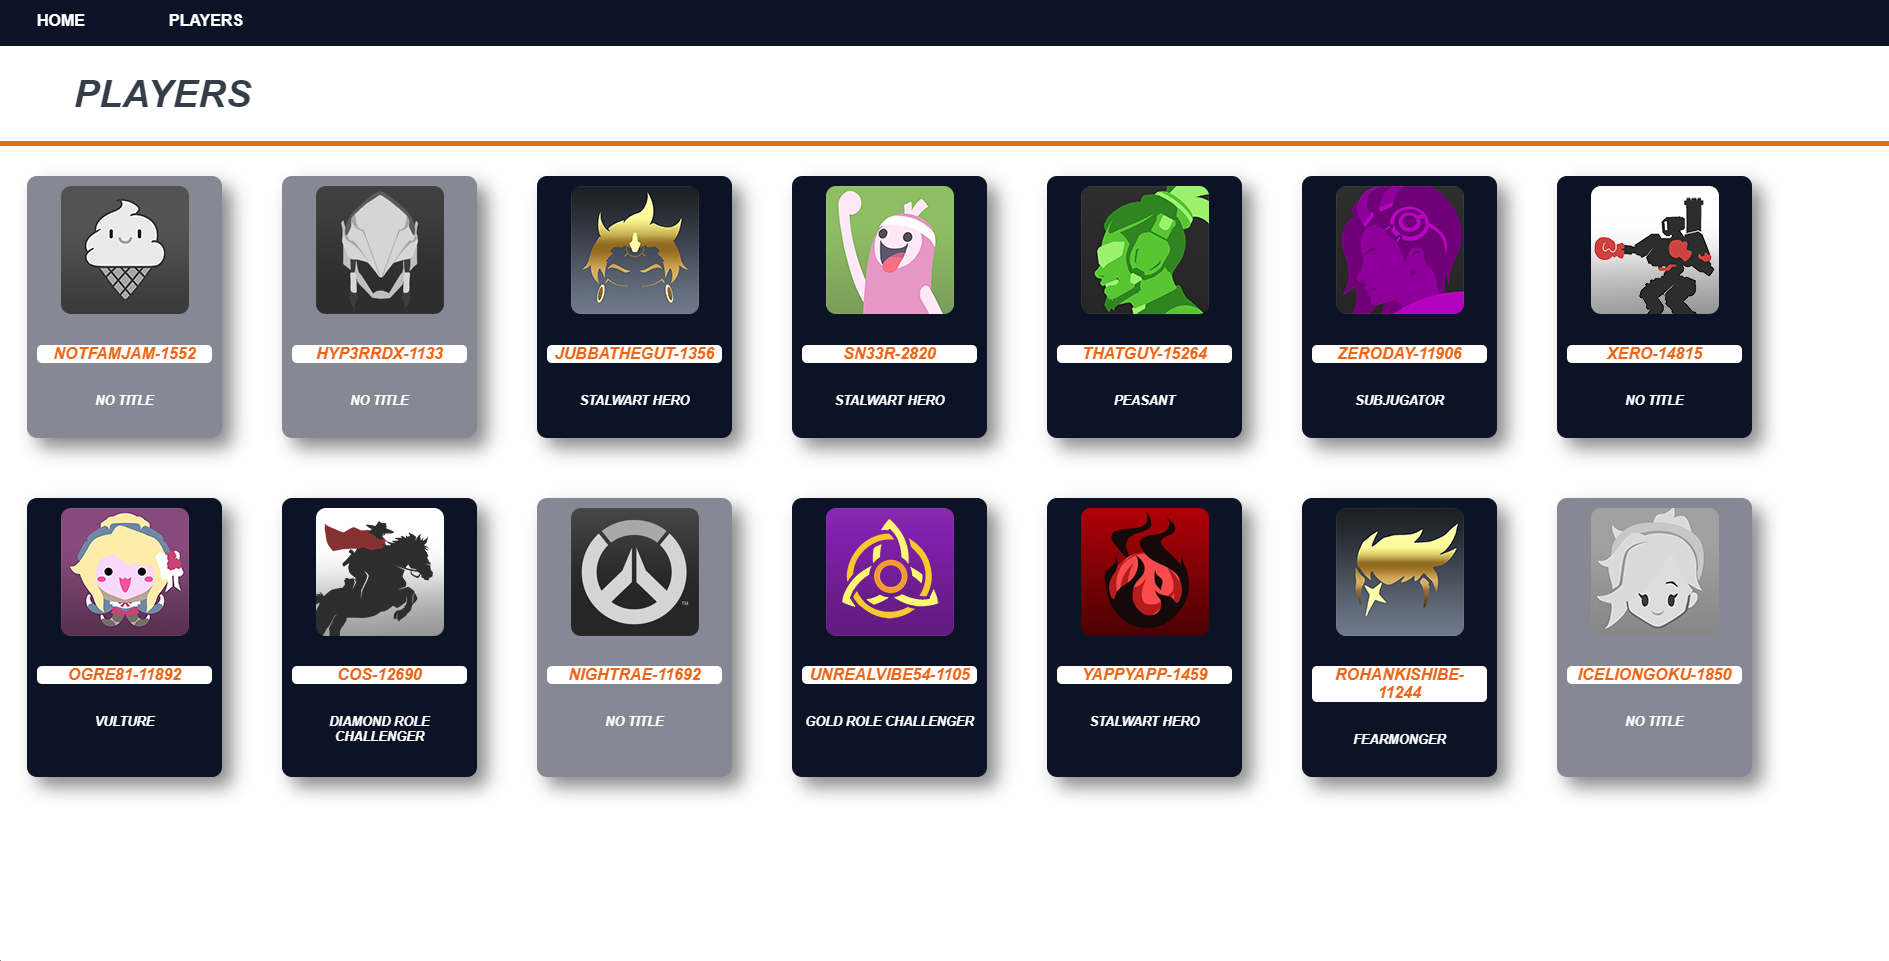 HOME
PLAYERS
PLAYERS
NOTFAMJAM-1552
NO TITLE
HYP3RRDX-1133
NO TITLE
JUBBATHEGUT-1356
STALWART HERO
SN33R-2820
STALWART HERO
THATGUY-15264
PEASANT
ZERODAY-11906
SUBJUGATOR
XERO-14815
NO TITLE
OGRE81-11892
VULTURE
COS-12690
DIAMOND ROLE
CHALLENGER
TM
NIGHTRAE-11692
NO TITLE
UNREALVIBE54-1105
GOLD ROLE CHALLENGER
YAPPYAPP-1459
STALWART HERO
ROHANKISHIBE-
11244
FEARMONGER
ICELIONGOKU-1850
NO TITLE